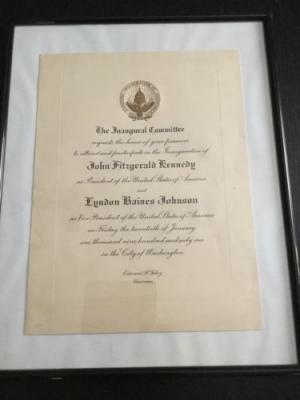 The Inaugural Committee
requests the honor of your presence
to attend and participate in the Inauguration of
John Fitzgerald Kennedy
as President of the United States of America
and
Lyndon Baines Johnson
as Vice President of the United States of America
on Friday the twentieth of January
one thousand nine hundred and sixty one
in the City of Washington
Edward H. Foley
Chairman